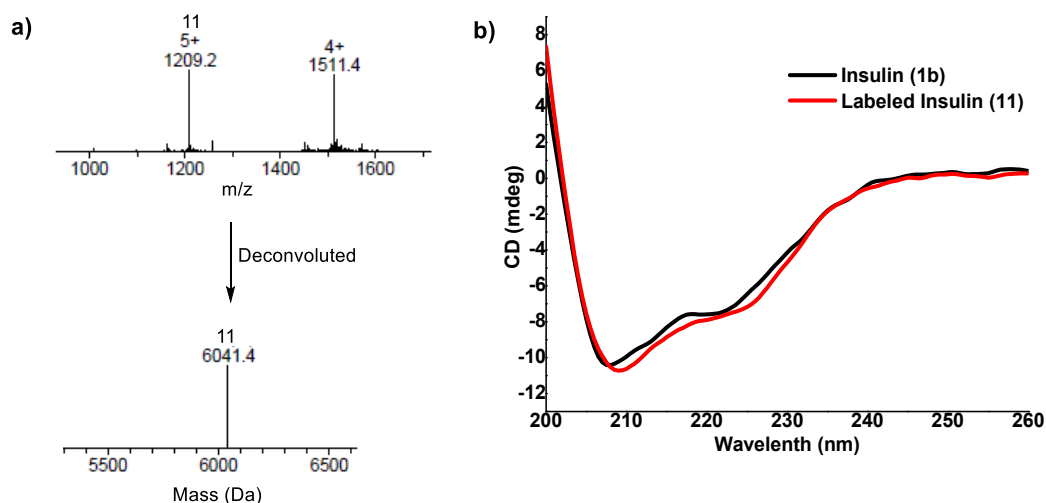 a)
11
5+
1209.2
4+
1511.4
1000 1200 1400 1600
m/z
Deconvoluted
11
6041.4
5500 6000 6500
Mass (Da)
b)
8
6
4
2
0
-2
-4
-6
-8
-10
-12
CD (mdeg)
Insulin (1b)
Labeled Insulin (11)
200 210 220 230 240 250 260
Wavelenth (nm)